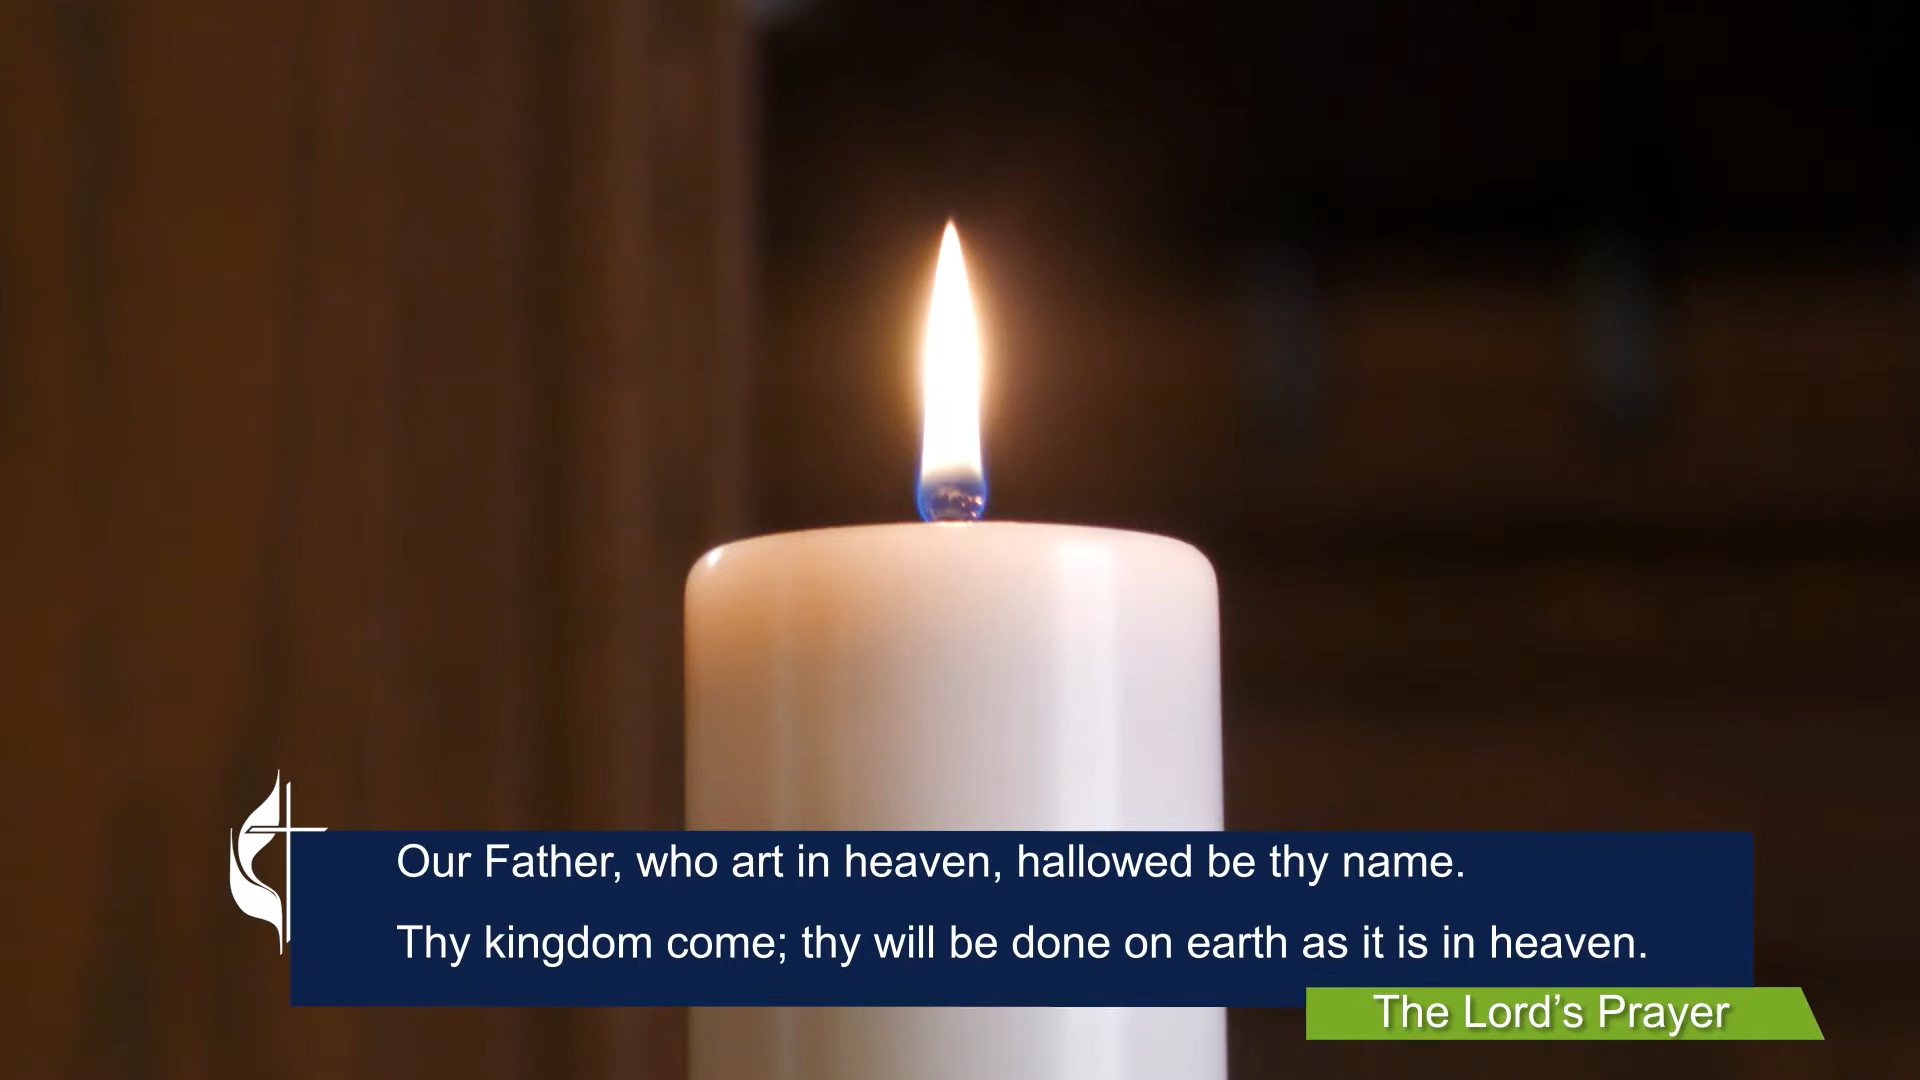 Our Father, who art in heaven, hallowed be thy name.
Thy kingdom come; thy will be done on earth as it is in heaven.
The Lord’s Prayer